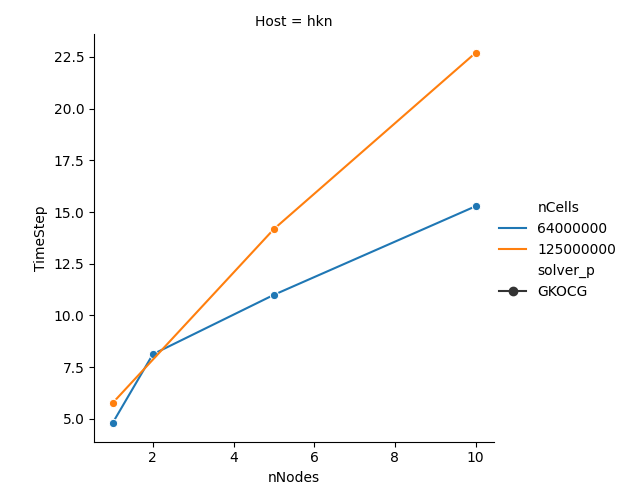 Host = hkn
22.5
20.0
17.5
15.0
12.5
10.0
7.5
5.0
TimeStep
2
4
6
8
10
nNodes
nCells
64000000
125000000
solver_p
GKOCG